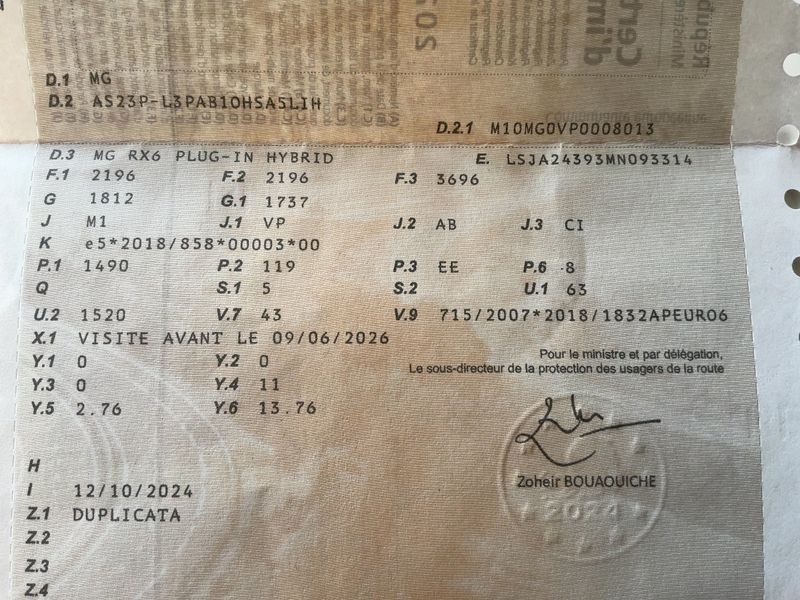 D.1 MG
D.2 AS23P-L3PAB10HSA5LIH
D.2.1 M10MG0VP0008013
D.3 MG RX6 PLUG-IN HYBRID E. LSJA24393MN093314
F.1 2196 F.2 2196 F.3 3696
G 1812 G.1 1737
J M1 J.1 VP J.2 AB J.3 CI
K e5*2018/858*00003*00
P.1 1490 P.2 119 P.3 EE P.6 8
Q S.1 5 S.2 U.1 63
U.2 1520 V.7 43 V.9 715/2007*2018/1832APEURO6
X.1 VISITE AVANT LE 09/06/2026
Y.1 0 Y.2 0
Y.3 0 Y.4 11
Y.5 2.76 Y.6 13.76
Pour le ministre et par délégation,
Le sous-directeur de la protection des usagers de la route
H
I 12/10/2024
Z.1 DUPLICATA
Z.2
Z.3
Z.4
Zoheir BOUAOUICHE
2024